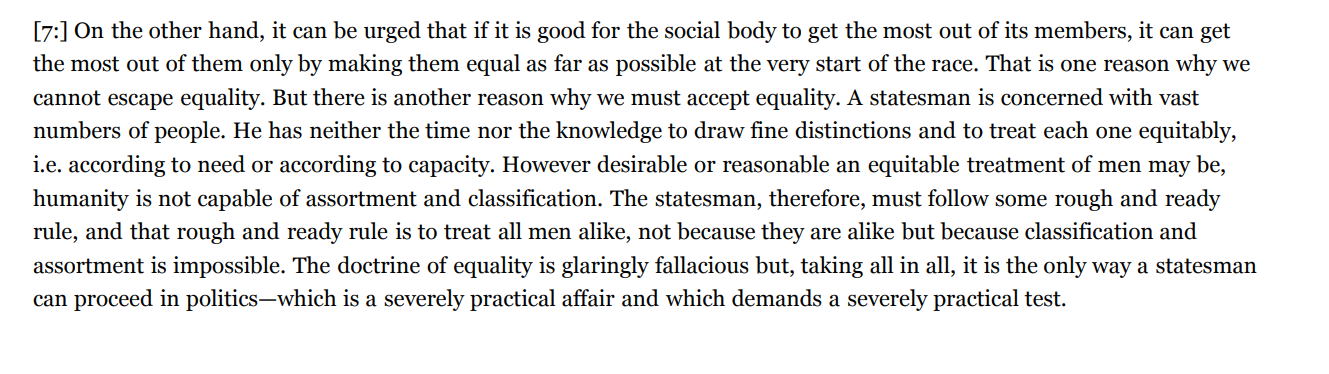 [7:] On the other hand, it can be urged that if it is good for the social body to get the most out of its members, it can get
the most out of them only by making them equal as far as possible at the very start of the race. That is one reason why we
cannot escape equality. But there is another reason why we must accept equality. A statesman is concerned with vast
numbers of people. He has neither the time nor the knowledge to draw fine distinctions and to treat each one equitably,
i.e. according to need or according to capacity. However desirable or reasonable an equitable treatment of men may be,
humanity is not capable of assortment and classification. The statesman, therefore, must follow some rough and ready
rule, and that rough and ready rule is to treat all men alike, not because they are alike but because classification and
assortment is impossible. The doctrine of equality is glaringly fallacious but, taking all in all, it is the only way a statesman
can proceed in politics—which is a severely practical affair and which demands a severely practical test.